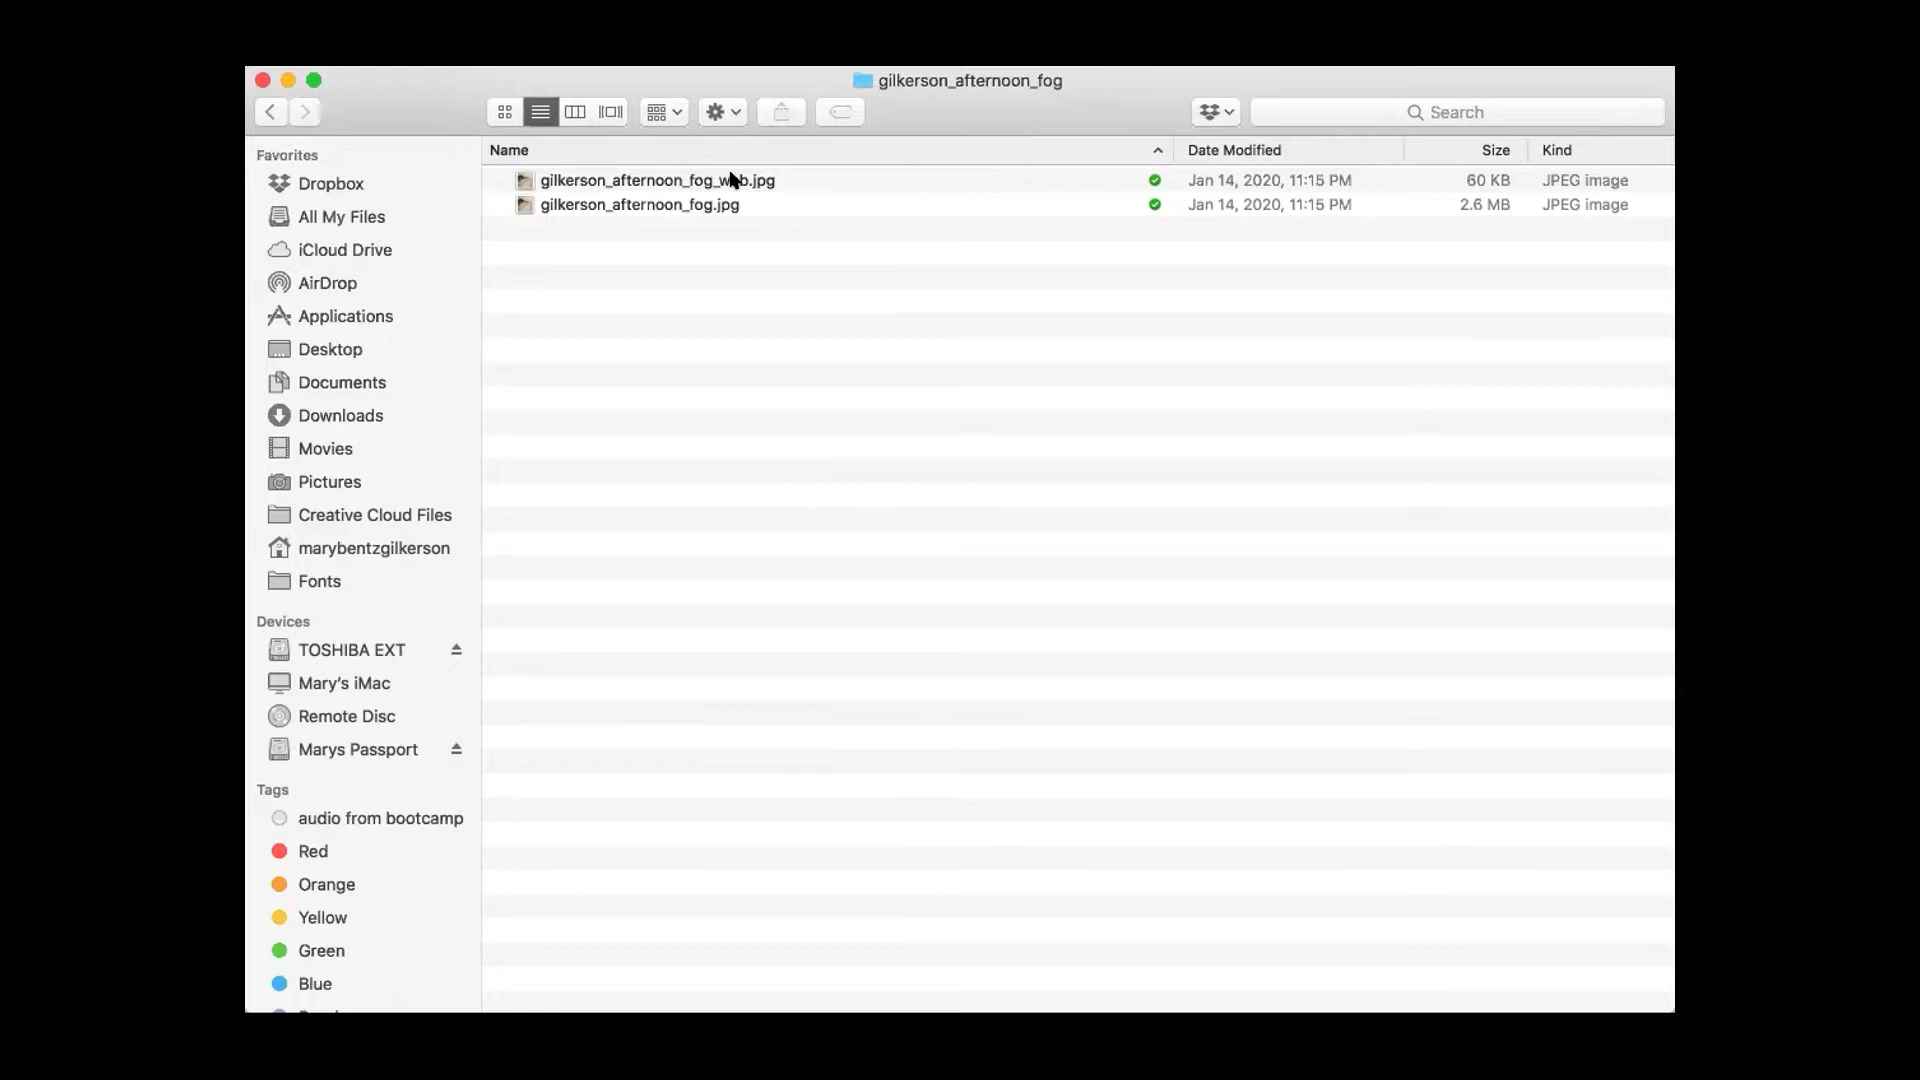 gilkerson_afternoon_fog
Search
Name Date Modified Size Kind
gilkerson_afternoon_fog_web.jpg Jan 14, 2020, 11:15 PM 60 KB JPEG image
gilkerson_afternoon_fog.jpg Jan 14, 2020, 11:15 PM 2.6 MB JPEG image
Favorites
Dropbox
All My Files
iCloud Drive
AirDrop
Applications
Desktop
Documents
Downloads
Movies
Pictures
Creative Cloud Files
marybentzgilkerson
Fonts
Devices
TOSHIBA EXT
Mary's iMac
Remote Disc
Marys Passport
Tags
audio from bootcamp
Red
Orange
Yellow
Green
Blue